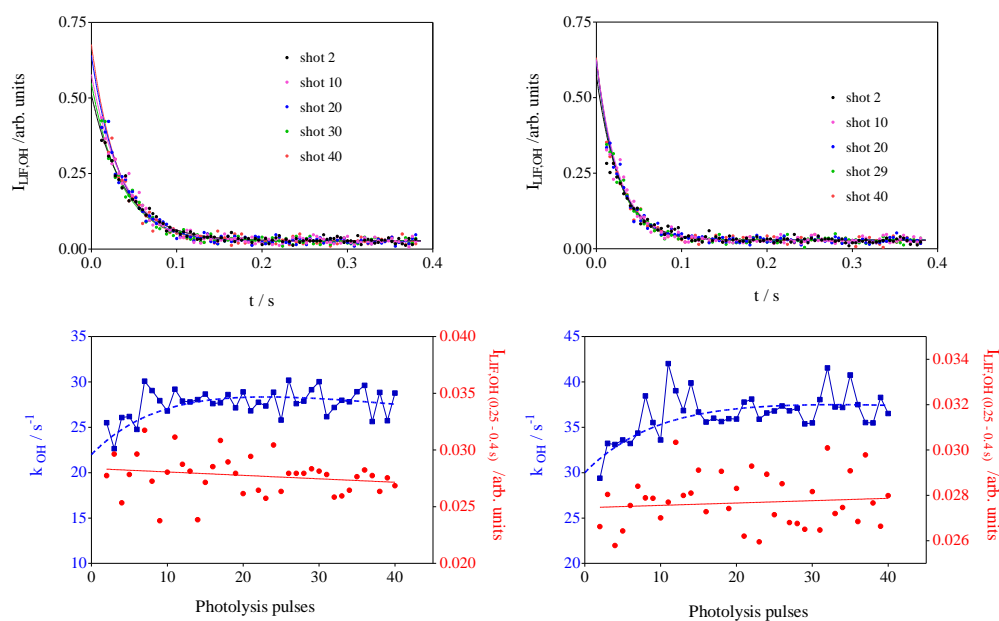 0.75
0.50
0.25
0.00
I_LIF,OH /arb. units
shot 2
shot 10
shot 20
shot 30
shot 40
0.0 0.1 0.2 0.3 0.4
t / s
0.75
0.50
0.25
0.00
I_LIF,OH /arb. units
shot 2
shot 10
shot 20
shot 29
shot 40
0.0 0.1 0.2 0.3 0.4
t / s
35
30
25
20
15
10
k_OH / s⁻¹
0.040
0.035
0.030
0.025
0.020
I_LIF,OH (0.25 - 0.4 s) /arb. units
0 10 20 30 40
Photolysis pulses
45
40
35
30
25
20
k_OH / s⁻¹
0.034
0.032
0.030
0.028
0.026
I_LIF,OH (0.25 - 0.4 s) /arb. units
0 10 20 30 40
Photolysis pulses